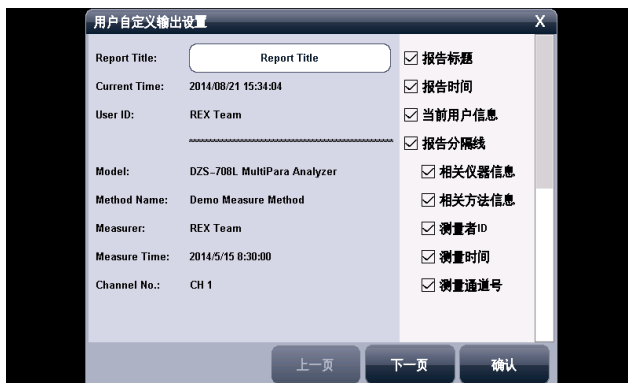 用户自定义输出设置 X
Report Title: Report Title
Current Time: 2014/08/21 15:34:04
User ID: REX Team
Model: DZS-708L MultiPara Analyzer
Method Name: Demo Measure Method
Measurer: REX Team
Measure Time: 2014/5/15 8:30:00
Channel No.: CH 1
报告标题
报告时间
当前用户信息
报告分隔线
相关仪器信息
相关方法信息
测量者ID
测量时间
测量通道号
上一页 下一页 确认